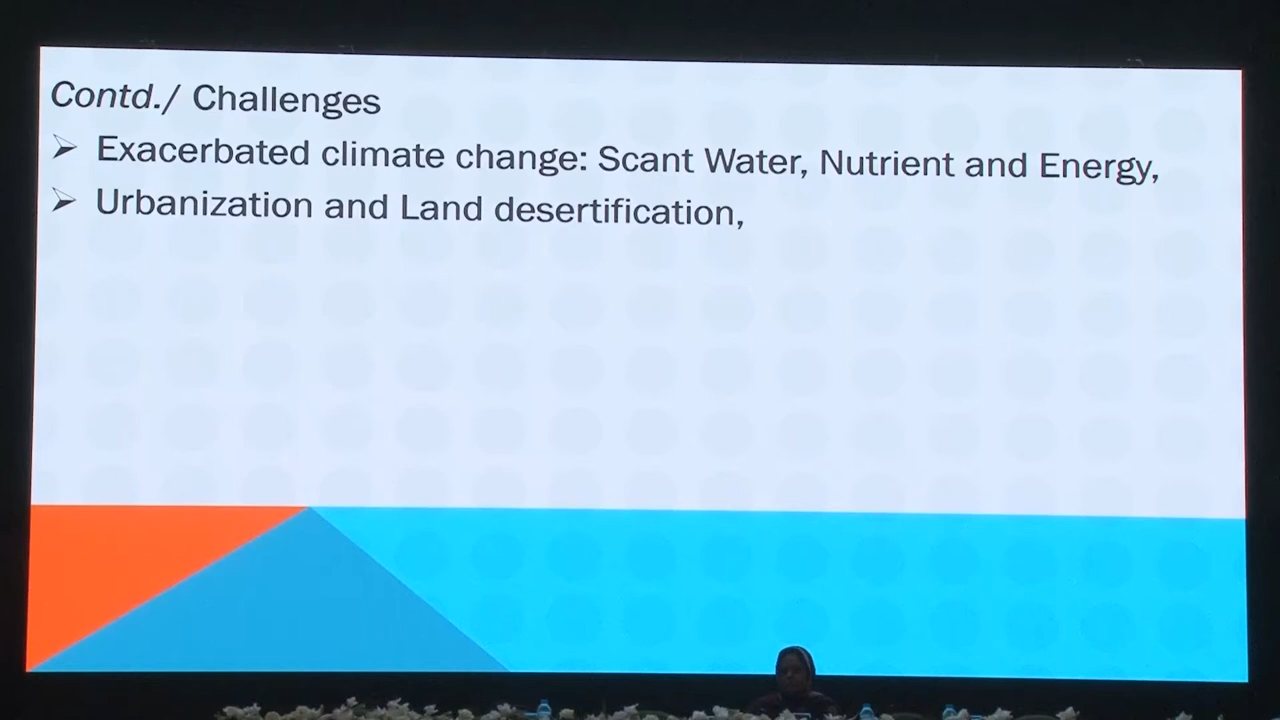 Contd./ Challenges
➢ Exacerbated climate change: Scant Water, Nutrient and Energy,
➢ Urbanization and Land desertification,